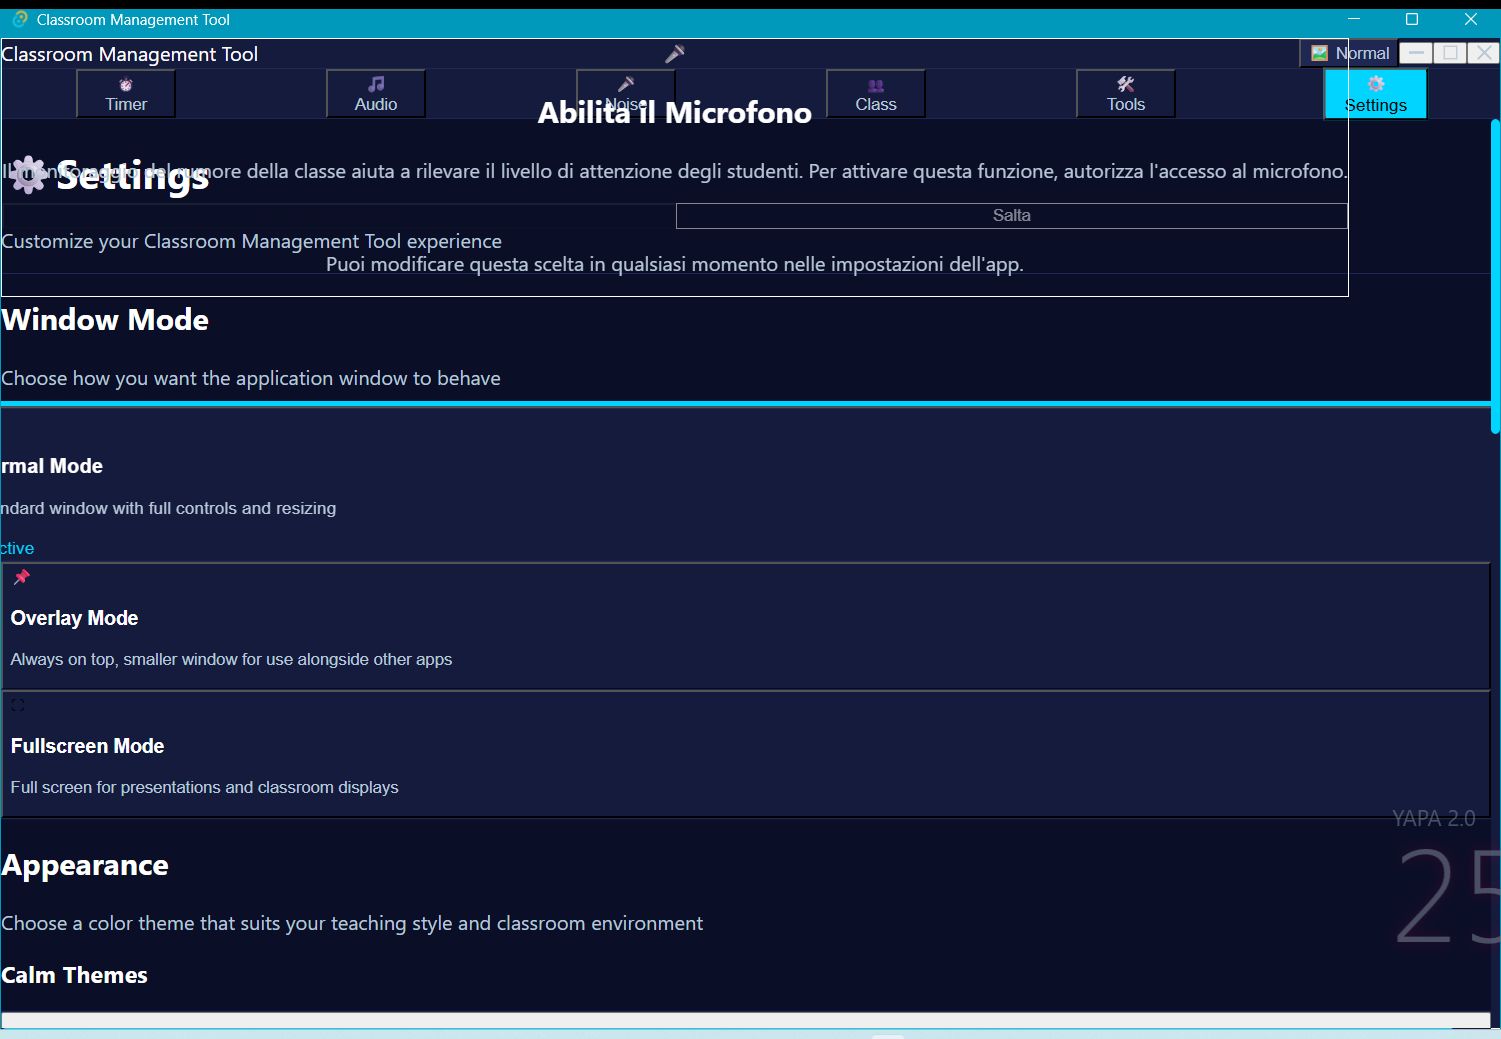 Classroom Management Tool
Classroom Management Tool
Normal
Timer
Audio
Noise
Class
Tools
Settings
Abilita il Microfono
Il monitoraggio del rumore della classe aiuta a rilevare il livello di attenzione degli studenti. Per attivare questa funzione, autorizza l'accesso al microfono.
Settings
Salta
Customize your Classroom Management Tool experience
Puoi modificare questa scelta in qualsiasi momento nelle impostazioni dell'app.
Window Mode
Choose how you want the application window to behave
rmal Mode
ndard window with full controls and resizing
ctive
Overlay Mode
Always on top, smaller window for use alongside other apps
Fullscreen Mode
Full screen for presentations and classroom displays
YAPA 2.0
25
Appearance
Choose a color theme that suits your teaching style and classroom environment
Calm Themes